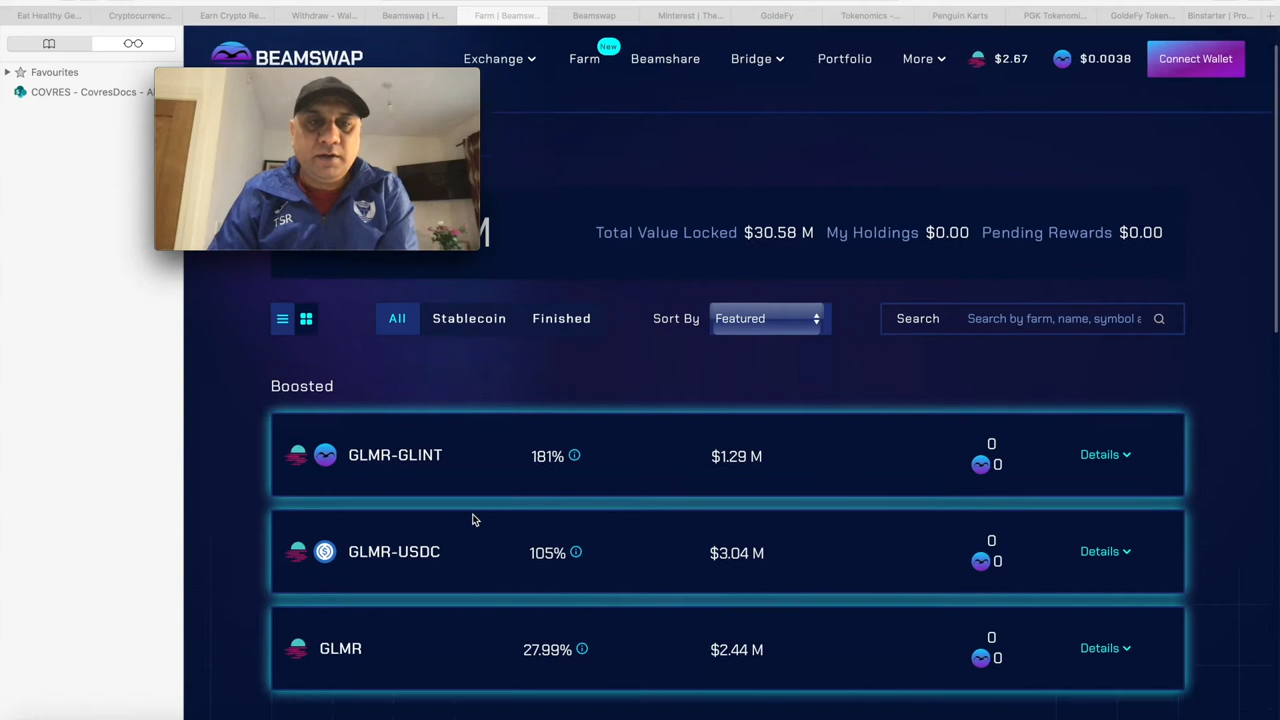 Eat Healthy Ge...
Cryptocurrenc...
Earn Crypto Re...
Withdraw - Wal...
Beamswap | H...
Farm | Beamsw...
Beamswap
Minterest | The...
GoldeFy
Tokenomics -...
Penguin Karts
PGK Tokenomi...
GoldeFy Token...
Binstarter | Pro...
Favourites
COVRES - CovresDocs - Al
BEAMSWAP
Exchange
Farm
New
Beamshare
Bridge
Portfolio
More
$2.67
$0.0038
Connect Wallet
TSR
M
Total Value Locked $30.58 M My Holdings $0.00 Pending Rewards $0.00
All Stablecoin Finished
Sort By Featured
Search Search by farm, name, symbol a
Boosted
GLMR-GLINT 181% $1.29 M 0 0 Details
GLMR-USDC 105% $3.04 M 0 0 Details
GLMR 27.99% $2.44 M 0 0 Details